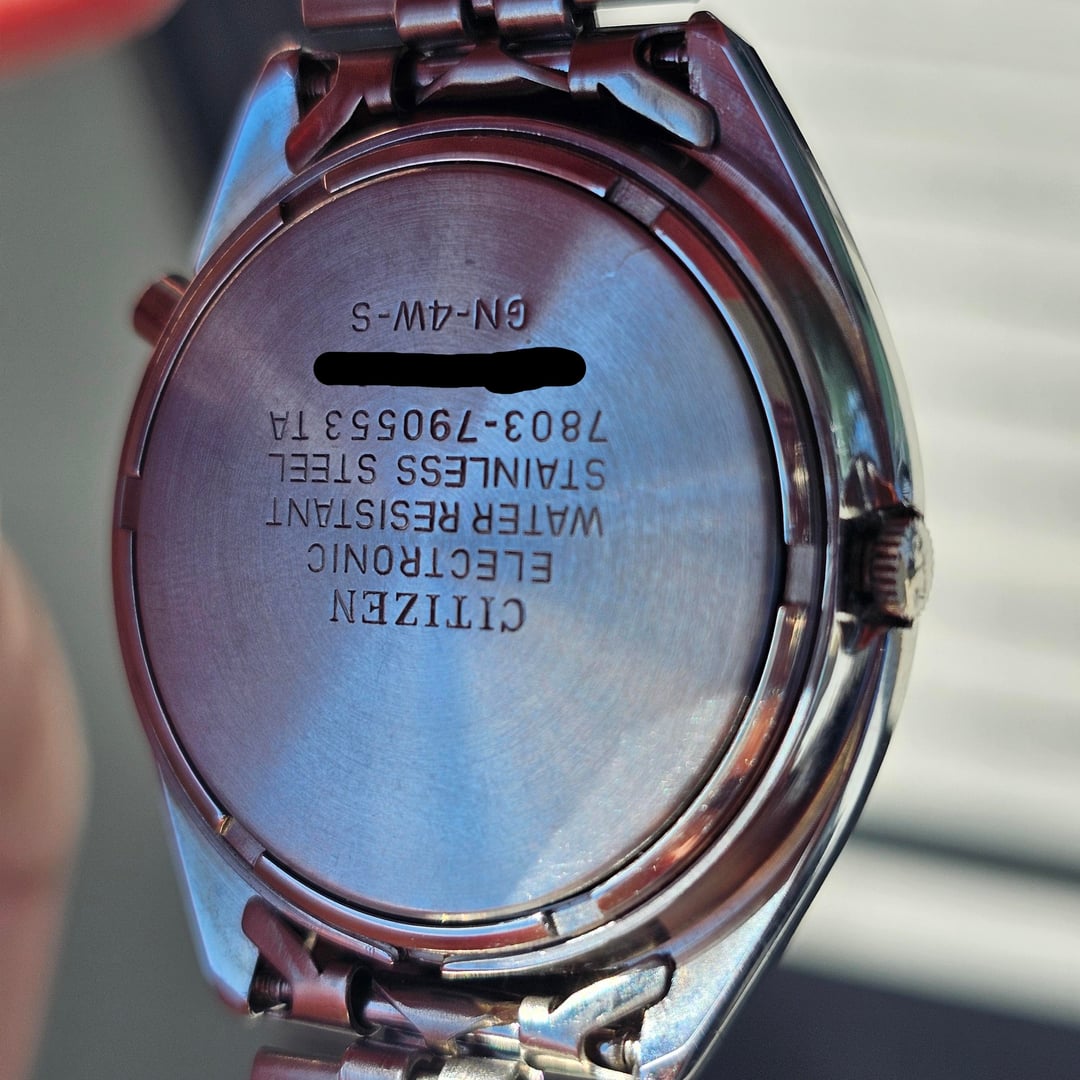 CITIZEN
ELECTRONIC
WATER RESISTANT
STAINLESS STEEL
7803-790553 TA
GN-4W-S